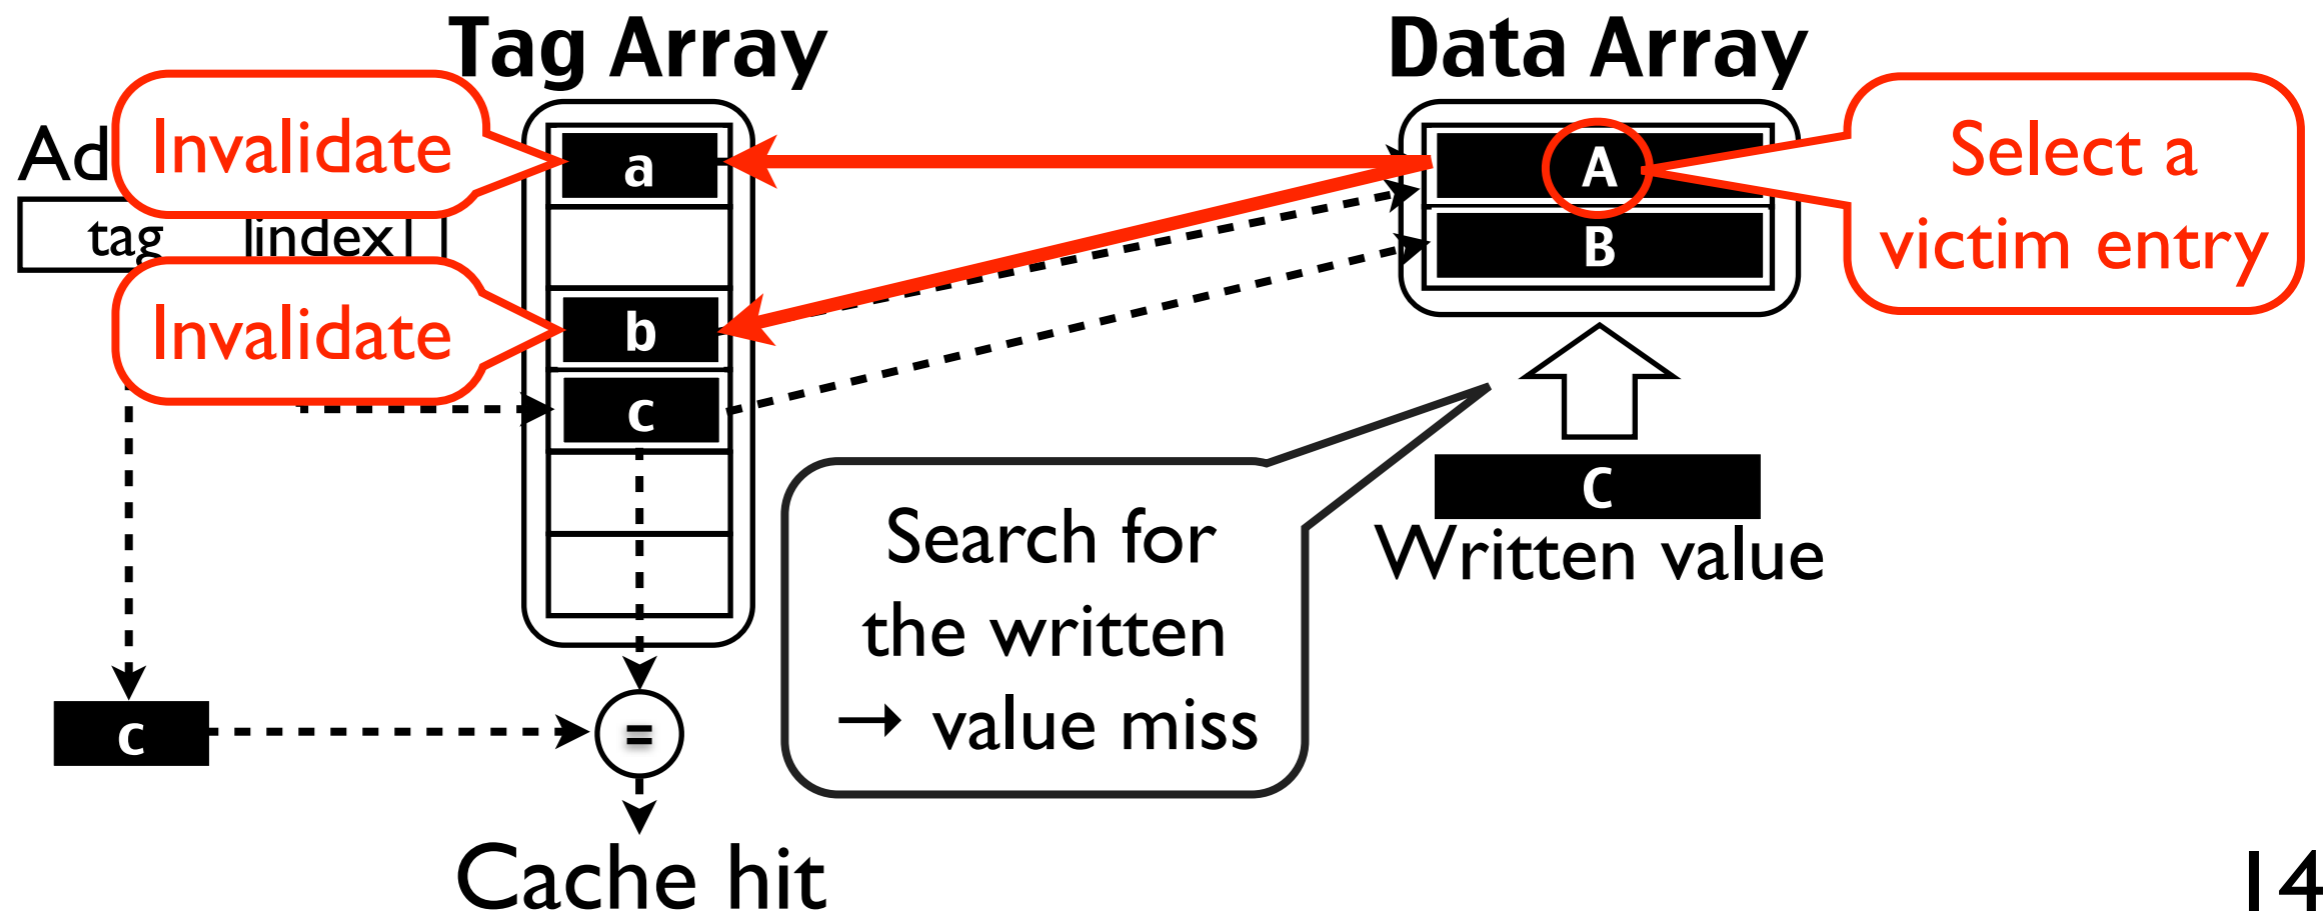 Tag Array
Data Array
Invalidate
Ad
a
A
Select a
victim entry
tag
index
B
Invalidate
b
c
C
Written value
Search for
the written
→ value miss
c
=
Cache hit
14